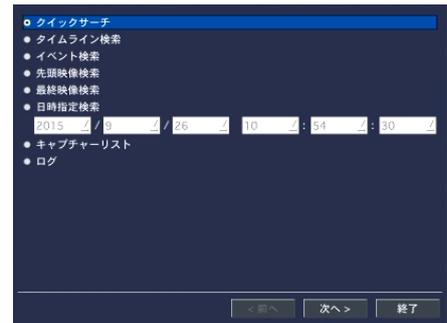 クイックサーチ
タイムライン検索
イベント検索
先頭映像検索
最終映像検索
日時指定検索
2015 / 9 / 26 10 : 54 : 30
キャプチャーリスト
ログ
< 前へ 次へ > 終了